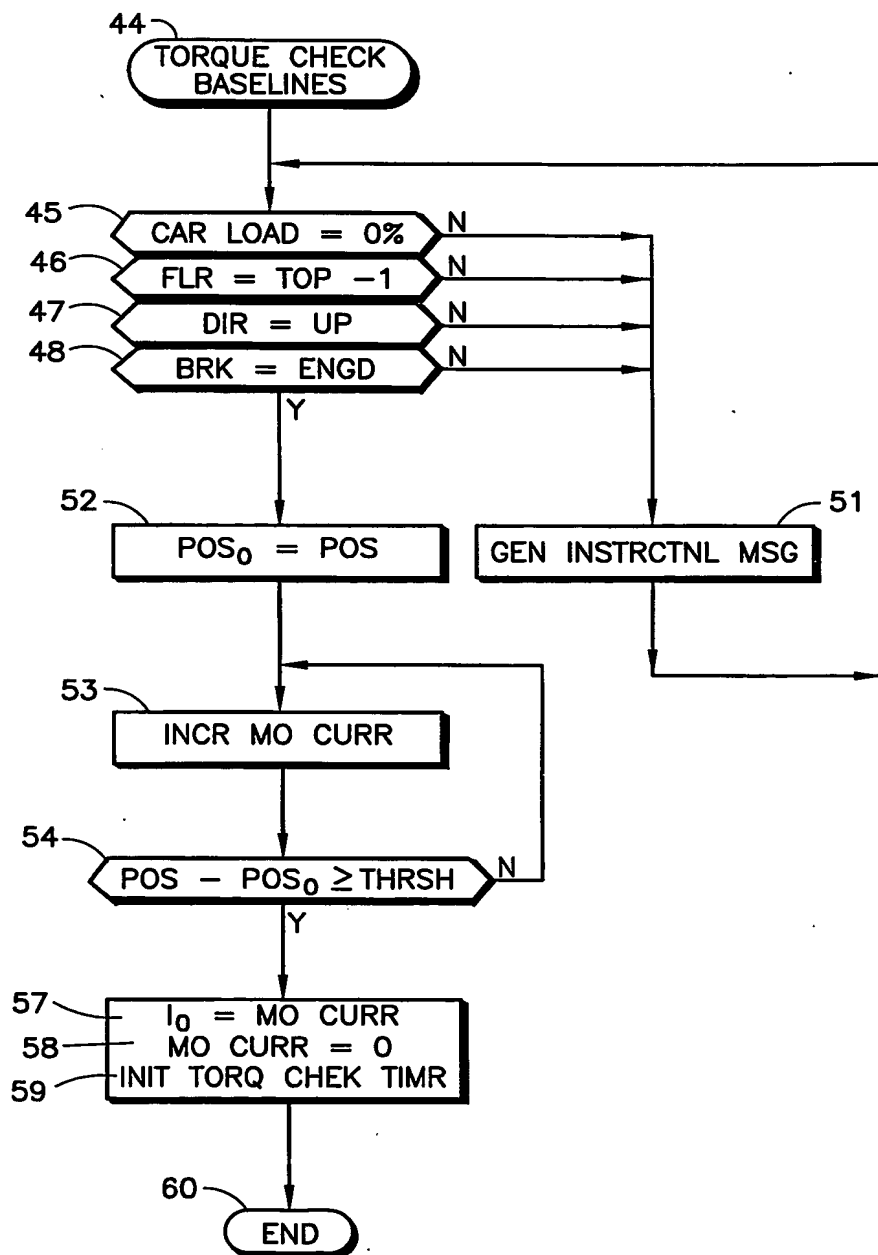 44
TORQUE CHECK
BASELINES
45
CAR LOAD = 0%
N
46
FLR = TOP -1
N
47
DIR = UP
N
48
BRK = ENGD
N
Y
52
POS₀ = POS
51
GEN INSTRCTNL MSG
53
INCR MO CURR
54
POS - POS₀ ≥ THRSH
N
Y
57
I₀ = MO CURR
58
MO CURR = 0
59
INIT TORQ CHEK TIMR
60
END